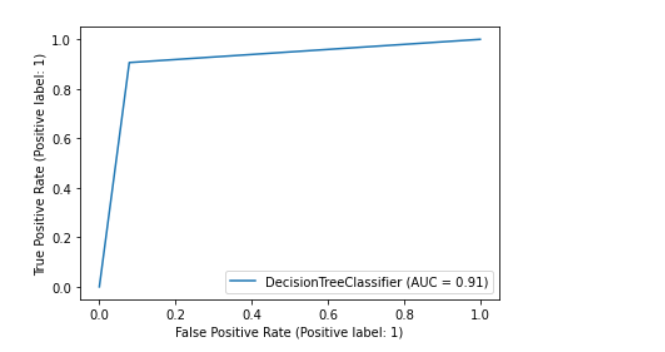 True Positive Rate (Positive label: 1)
1.0
0.8
0.6
0.4
0.2
0.0
DecisionTreeClassifier (AUC = 0.91)
0.0 0.2 0.4 0.6 0.8 1.0
False Positive Rate (Positive label: 1)